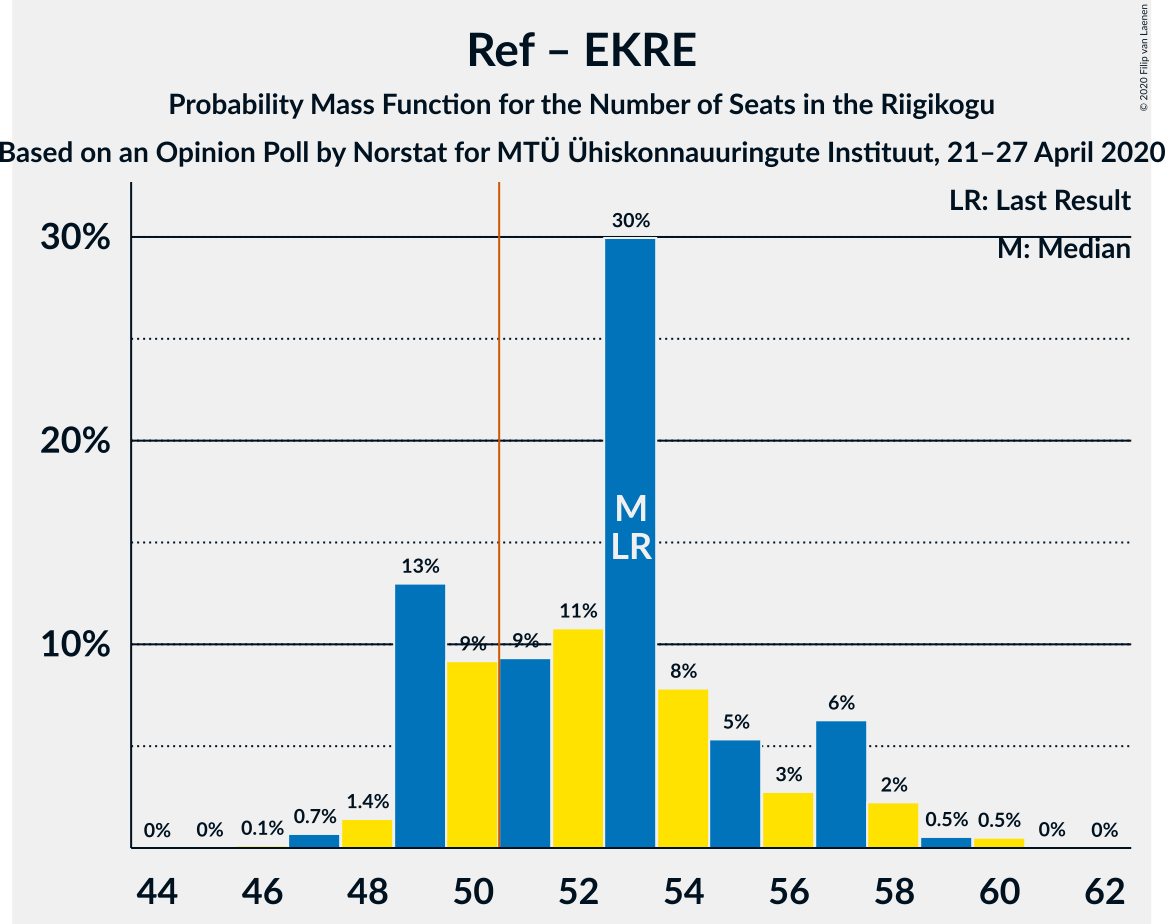 Ref – EKRE
Probability Mass Function for the Number of Seats in the Riigikogu
Based on an Opinion Poll by Norstat for MTÜ Ühiskonnauuringute Instituut, 21–27 April 2020
© 2020 Filip van Laenen
LR: Last Result
M: Median
30%
20%
10%
0%
0%
0.1%
0.7%
1.4%
13%
9%
9%
11%
30%
8%
5%
3%
6%
2%
0.5%
0.5%
0%
0%
M
LR
44 46 48 50 52 54 56 58 60 62